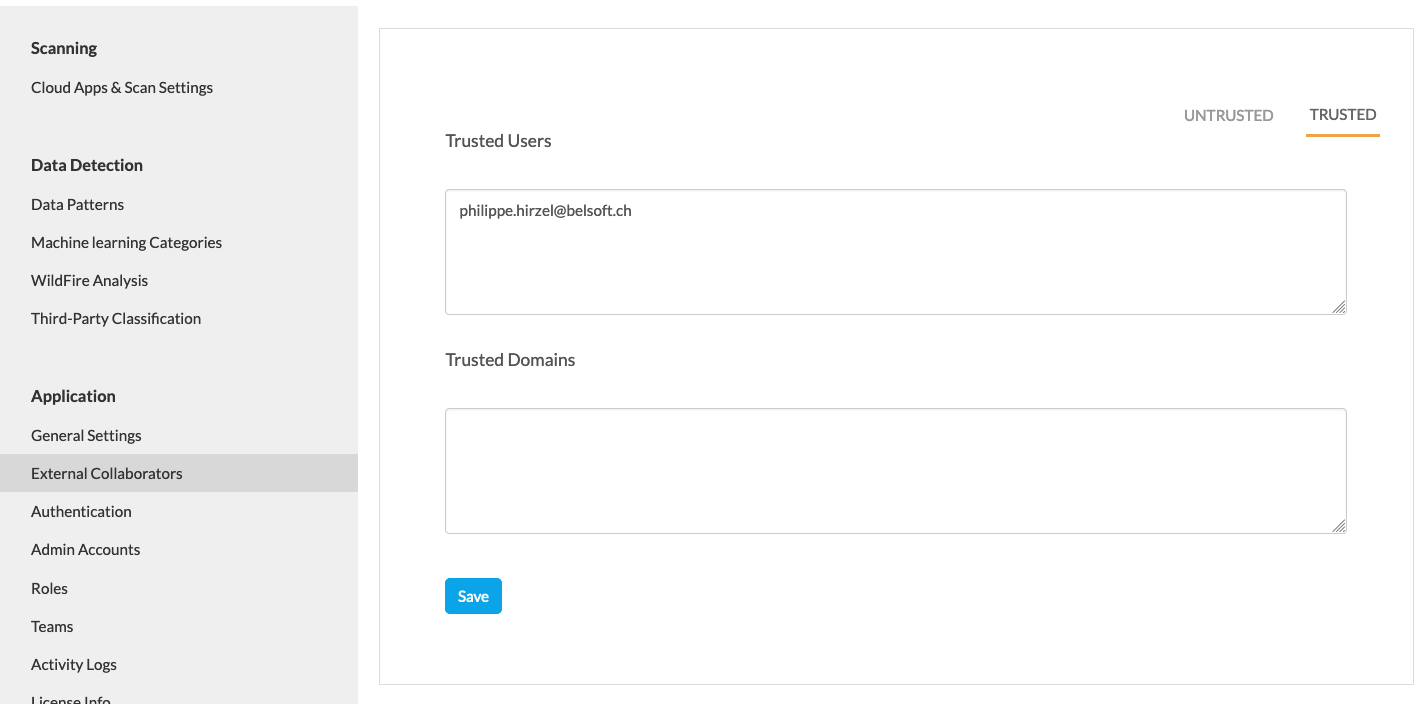 Scanning
Cloud Apps & Scan Settings
Data Detection
Data Patterns
Machine learning Categories
WildFire Analysis
Third-Party Classification
Application
General Settings
External Collaborators
Authentication
Admin Accounts
Roles
Teams
Activity Logs
License Info
UNTRUSTED
TRUSTED
Trusted Users
philippe.hirzel@belsoft.ch
Trusted Domains
Save